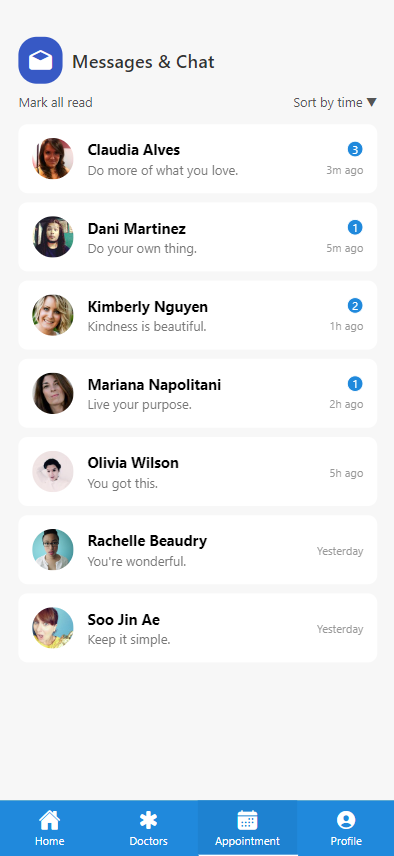 Messages & Chat
Mark all read
Sort by time ▼
Claudia Alves
3
Do more of what you love.
3m ago
Dani Martinez
1
Do your own thing.
5m ago
Kimberly Nguyen
2
Kindness is beautiful.
1h ago
Mariana Napolitani
1
Live your purpose.
2h ago
Olivia Wilson
You got this.
5h ago
Rachelle Beaudry
You're wonderful.
Yesterday
Soo Jin Ae
Keep it simple.
Yesterday
Home
Doctors
Appointment
Profile